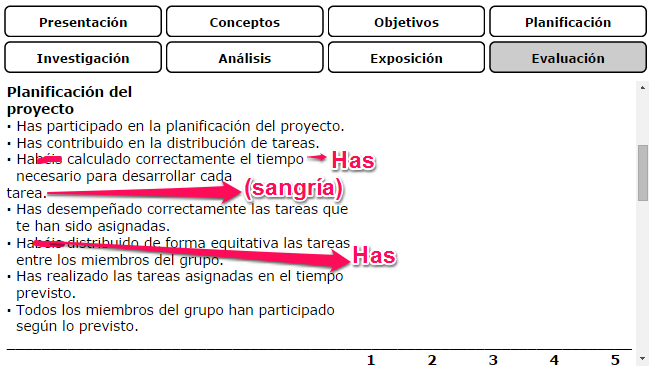 Presentación Conceptos Objetivos Planificación
Investigación Análisis Exposición Evaluación
Planificación del
proyecto
· Has participado en la planificación del proyecto.
· Has contribuido en la distribución de tareas.
· Habéis calculado correctamente el tiempo Has
necesario para desarrollar cada
tarea. (sangría)
· Has desempeñado correctamente las tareas que
te han sido asignadas.
· Habéis distribuido de forma equitativa las tareas
entre los miembros del grupo. Has
· Has realizado las tareas asignadas en el tiempo
previsto.
· Todos los miembros del grupo han participado
según lo previsto.
1 2 3 4 5